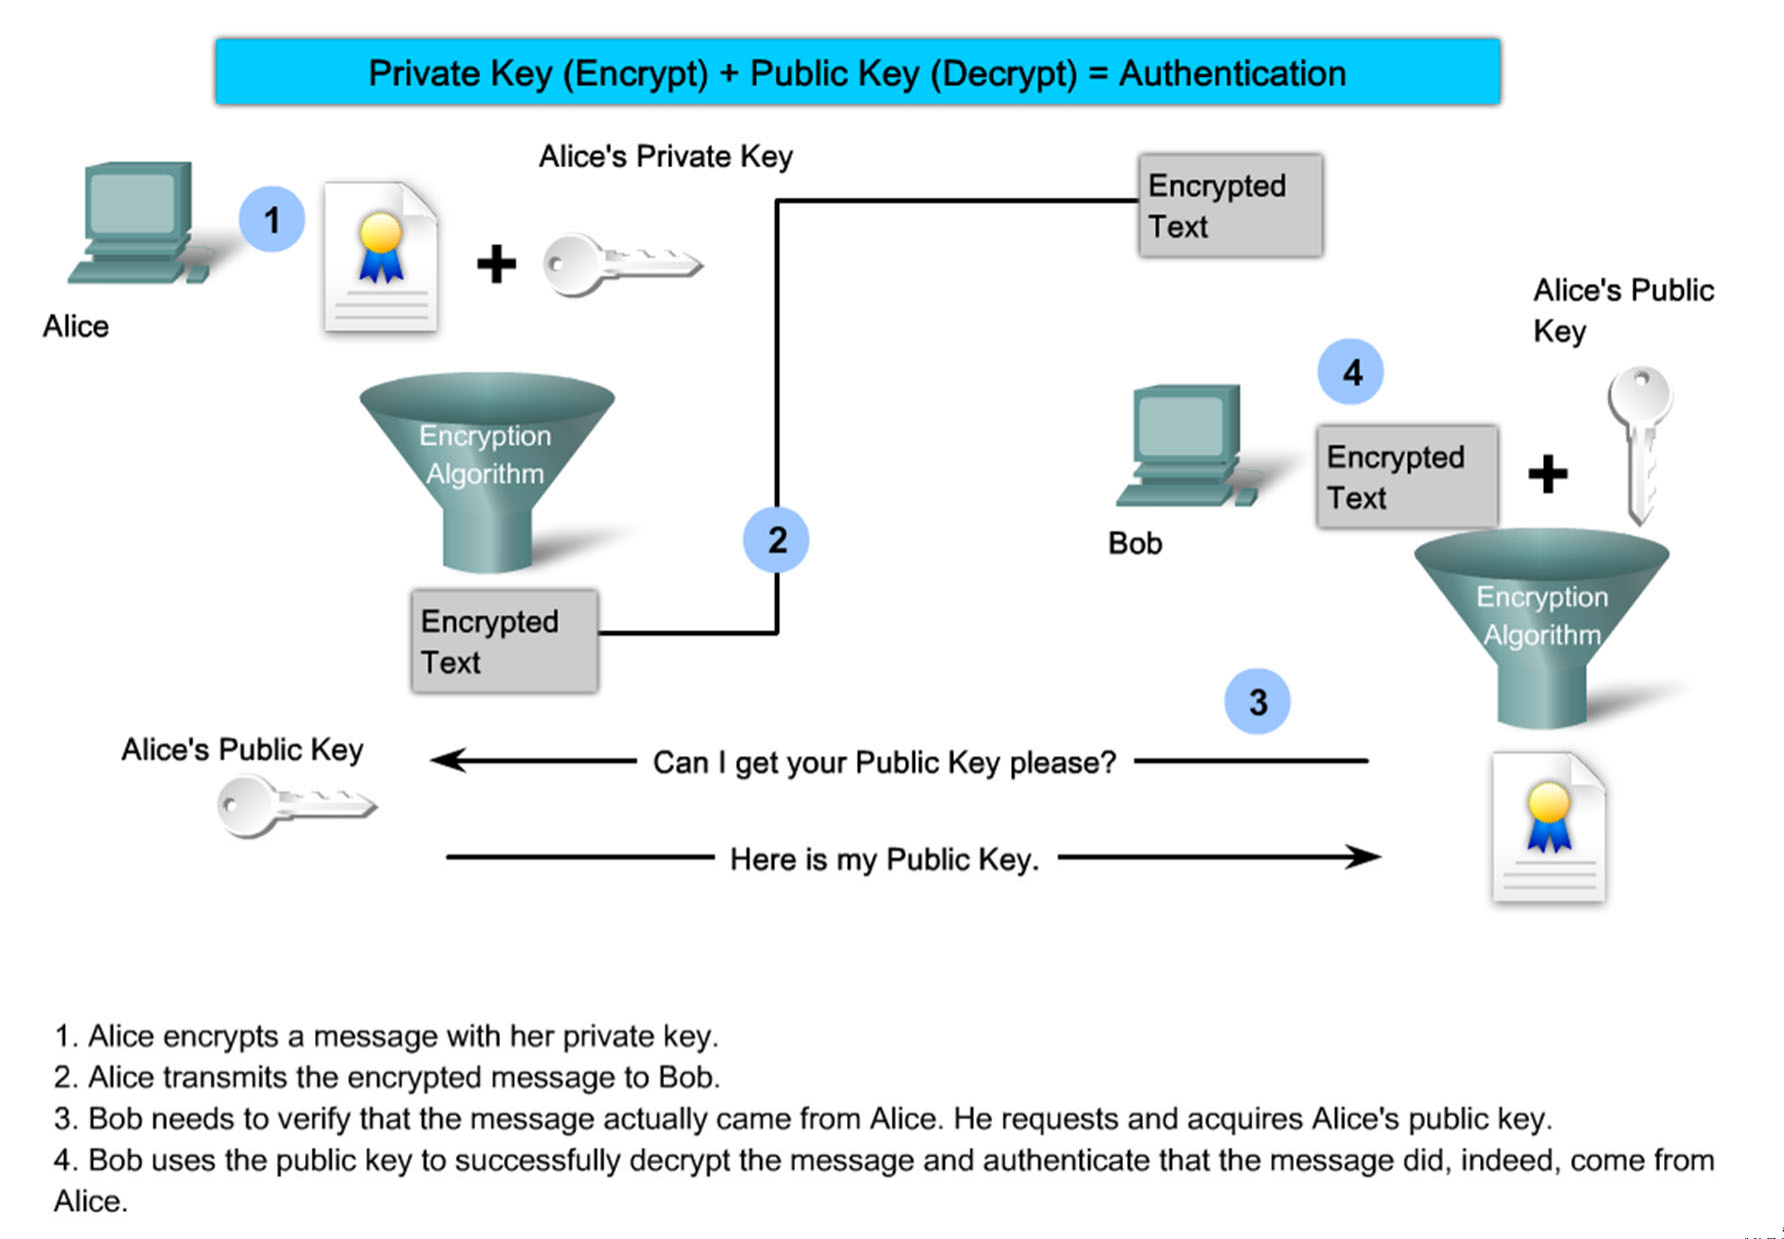 Private Key (Encrypt) + Public Key (Decrypt) = Authentication
Alice's Private Key
1
Alice
Encryption
Algorithm
Encrypted
Text
2
Encrypted
Text
Alice's Public
Key
4
Encrypted
Text
Bob
Encryption
Algorithm
3
Alice's Public Key
Can I get your Public Key please?
Here is my Public Key.
1. Alice encrypts a message with her private key.
2. Alice transmits the encrypted message to Bob.
3. Bob needs to verify that the message actually came from Alice. He requests and acquires Alice's public key.
4. Bob uses the public key to successfully decrypt the message and authenticate that the message did, indeed, come from
Alice.